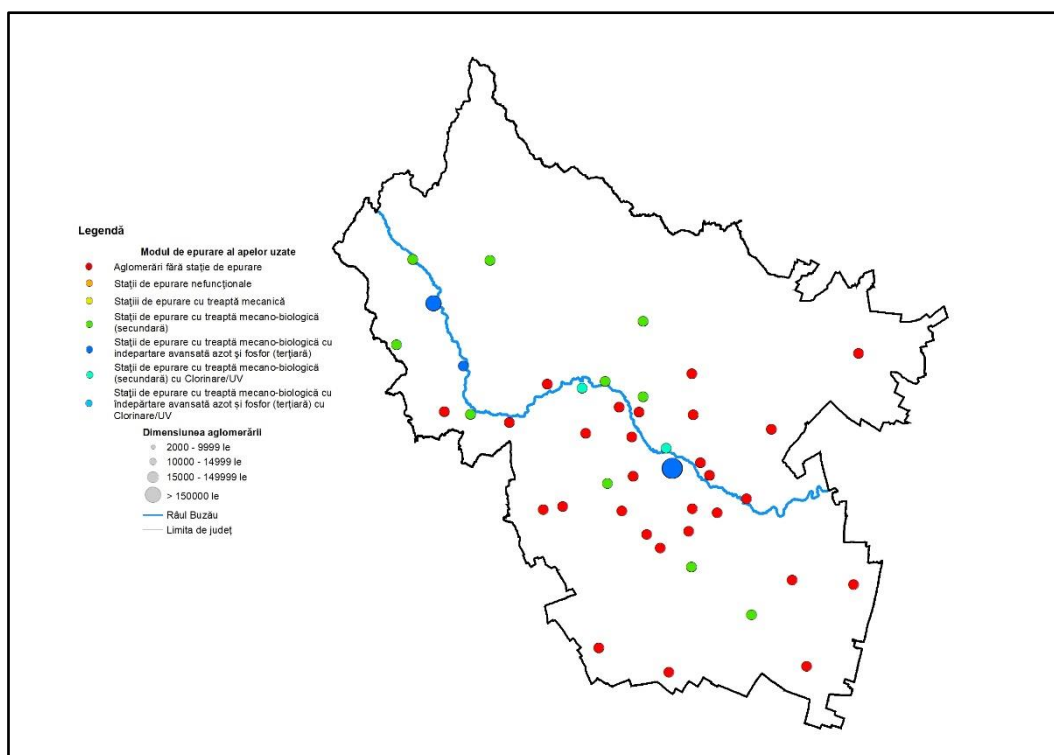 Legendă
Modul de epurare al apelor uzate
Aglomerări fără stație de epurare
Stații de epurare nefuncționale
Stațiii de epurare cu treaptă mecanică
Stații de epurare cu treaptă mecano-biologică
(secundară)
Stații de epurare cu treaptă mecano-biologică cu
indepartare avansată azot și fosfor (terțiară)
Stații de epurare cu treaptă mecano-biologică
(secundară) cu Clorinare/UV
Stații de epurare cu treaptă mecano-biologică cu
îndepărtare avansată azot și fosfor (terțiară) cu
Clorinare/UV
Dimensiunea aglomerării
2000 - 9999 le
10000 - 14999 le
15000 - 149999 le
> 150000 le
Râul Buzău
Limita de județ